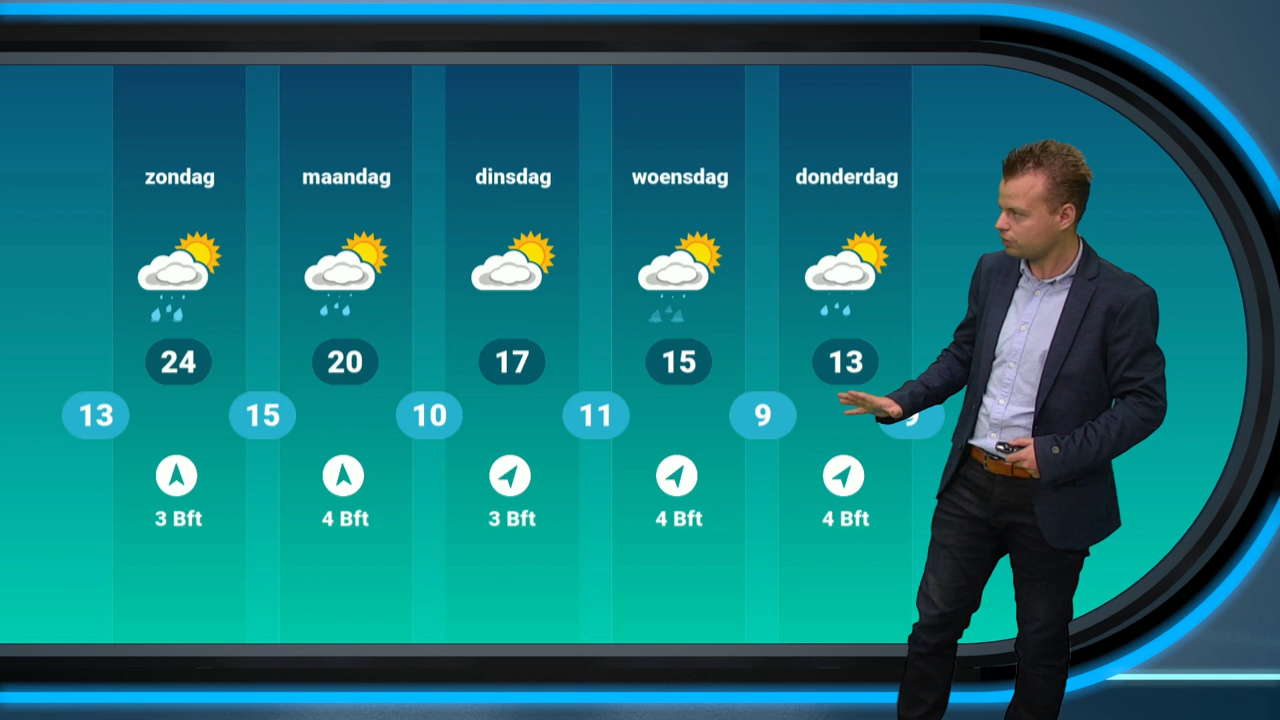 zondag maandag dinsdag woensdag donderdag
24 20 17 15 13
13 15 10 11 9
3 Bft 4 Bft 3 Bft 4 Bft 4 Bft